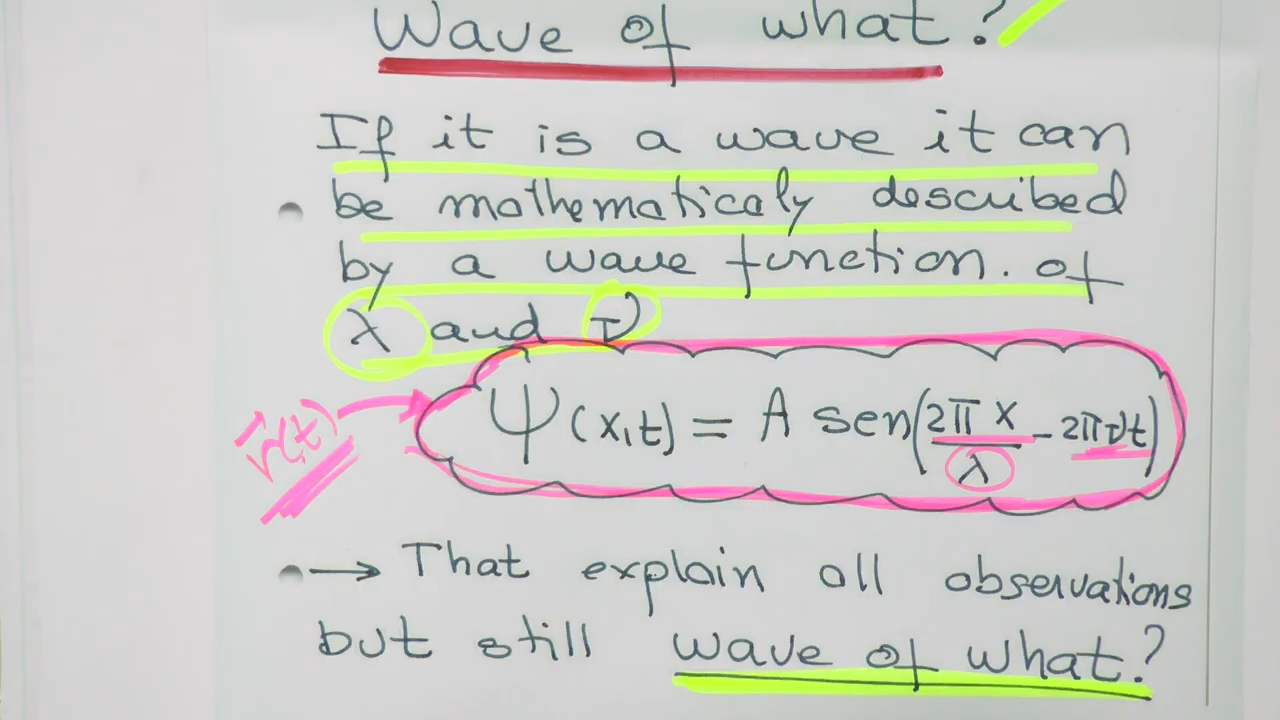 Wave of what?
If it is a wave it can
be mathematicaly described
by a wave function. of
λ and ν
r⃗(t)
Ψ(x,t) = A sen(2π x/λ - 2πνt)
→ That explain all observations
but still wave of what?